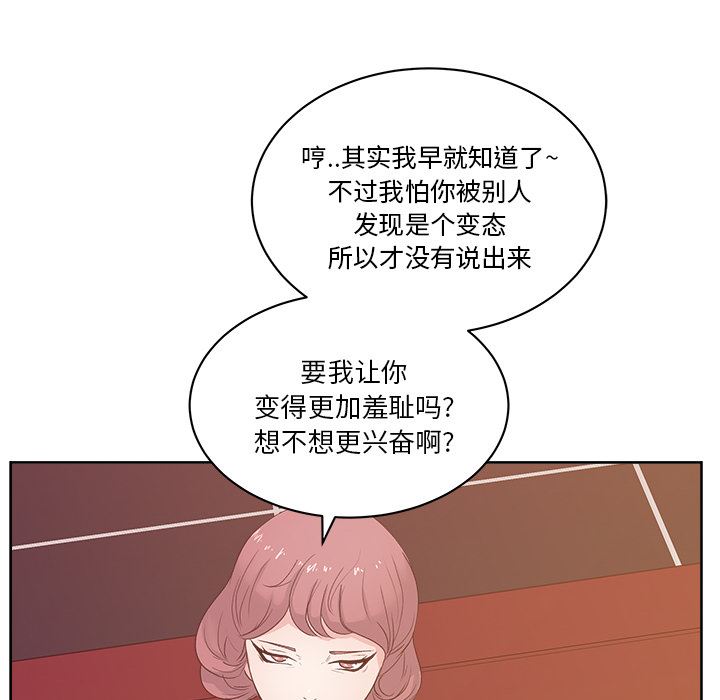 哼..其实我早就知道了~
不过我怕你被别人
发现是个变态
所以才没有说出来
要我让你
变得更加羞耻吗?
想不想更兴奋啊?